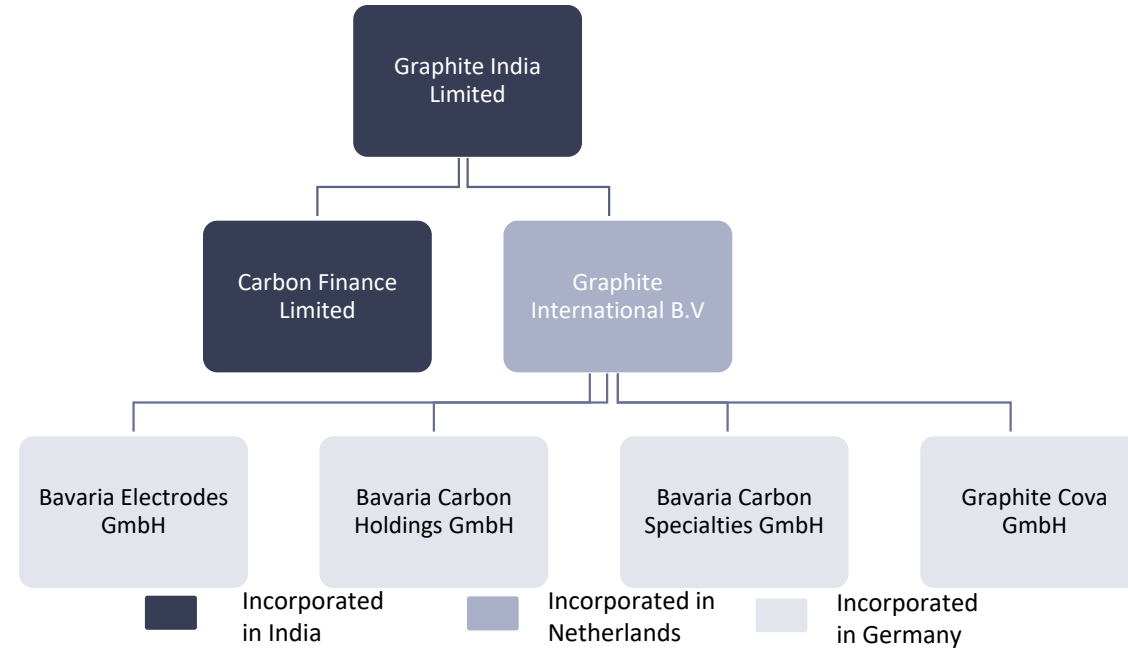 Graphite India
Limited
Carbon Finance
Limited
Graphite
International B.V
Bavaria Electrodes
GmbH
Bavaria Carbon
Holdings GmbH
Bavaria Carbon
Specialties GmbH
Graphite Cova
GmbH
Incorporated
in India
Incorporated in
Netherlands
Incorporated
in Germany